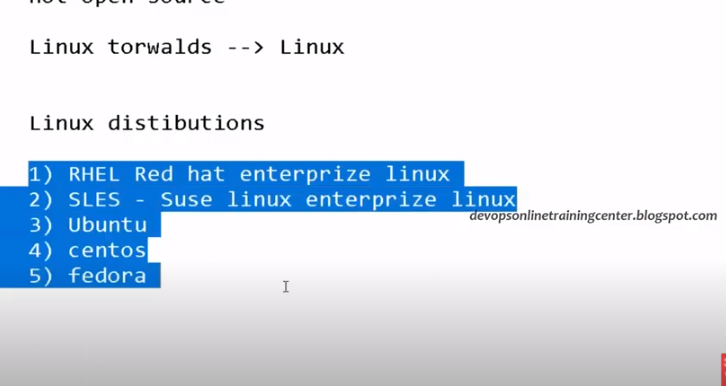 not open source
Linux torwalds --> Linux
Linux distibutions
1) RHEL Red hat enterprize linux
2) SLES - Suse linux enterprize linux
devopsonlinetrainingcenter.blogspot.com
3) Ubuntu
4) centos
5) fedora